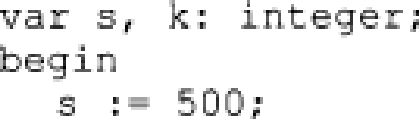 var s, k: integer;
begin
s := 500;